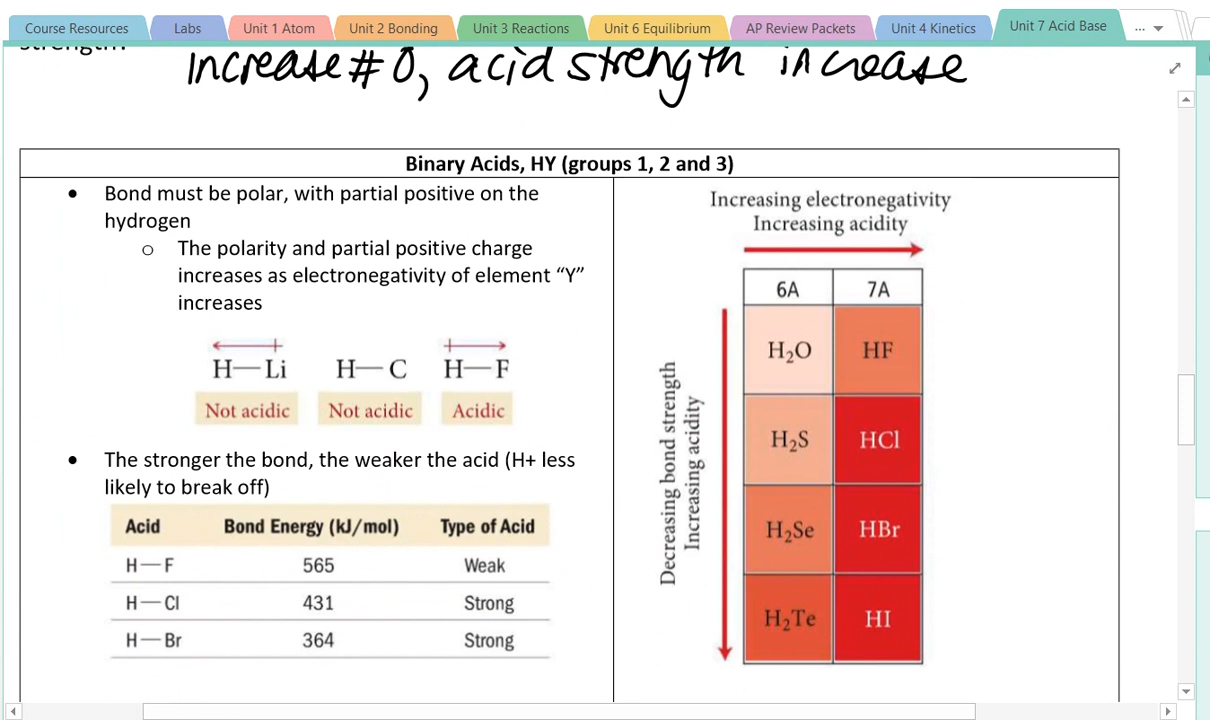 Course Resources
Labs
Unit 1 Atom
Unit 2 Bonding
Unit 3 Reactions
Unit 6 Equilibrium
AP Review Packets
Unit 4 Kinetics
Unit 7 Acid Base
...
strength.
increase # O, acid strength increase
Binary Acids, HY (groups 1, 2 and 3)
• Bond must be polar, with partial positive on the
hydrogen
o The polarity and partial positive charge
increases as electronegativity of element “Y”
increases
H—Li H—C H—F
Not acidic Not acidic Acidic
• The stronger the bond, the weaker the acid (H+ less
likely to break off)
Acid Bond Energy (kJ/mol) Type of Acid
H—F 565 Weak
H—Cl 431 Strong
H—Br 364 Strong
Increasing electronegativity
Increasing acidity
Decreasing bond strength
Increasing acidity
6A 7A
H₂O HF
H₂S HCl
H₂Se HBr
H₂Te HI